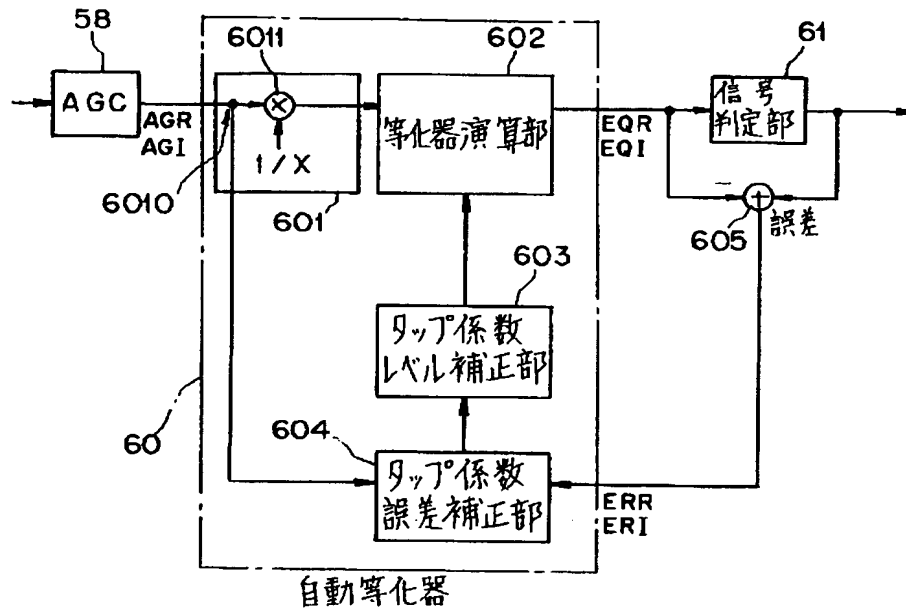 58
AGC
AGR
AGI
6010
6011
×
1/X
601
602
等化器演算部
EQR
EQI
61
信号
判定部
−
+
605
誤差
603
タップ係数
レベル補正部
604
タップ係数
誤差補正部
ERR
ERI
60
自動等化器